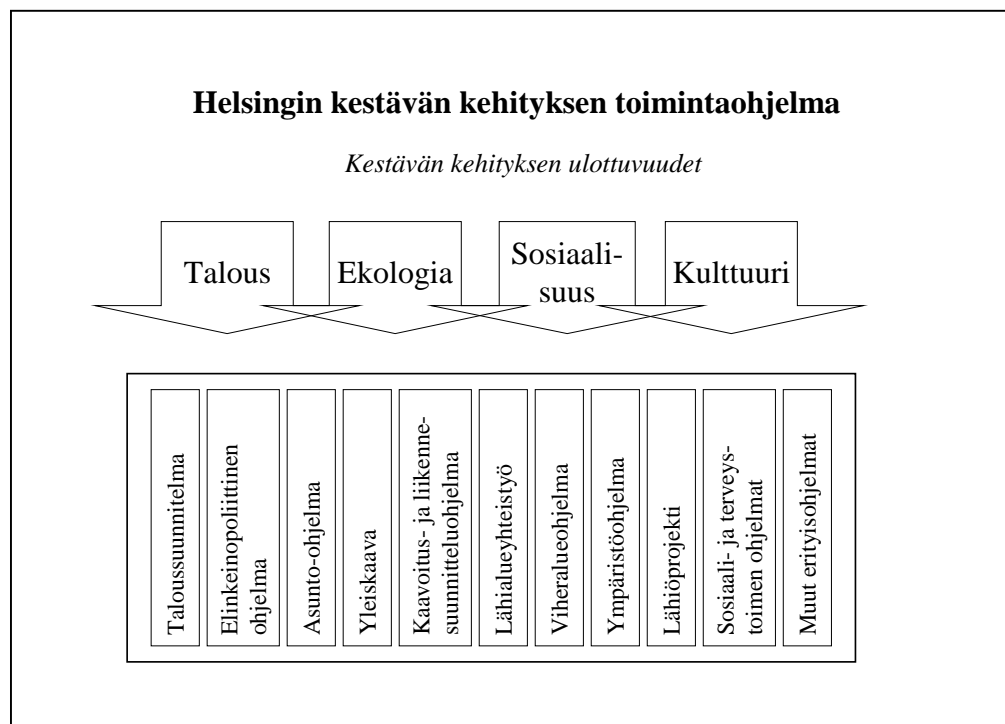 Helsingin kestävän kehityksen toimintaohjelma
Kestävän kehityksen ulottuvuudet
Talous
Ekologia
Sosiaali-
suus
Kulttuuri
Taloussuunnitelma
Elinkeinopoliittinen
ohjelma
Asunto-ohjelma
Yleiskaava
Kaavoitus- ja liikenne-
suunnitteluohjelma
Lähialueyhteistyö
Viheralueohjelma
Ympäristöohjelma
Lähiöprojekti
Sosiaali- ja terveys-
toimen ohjelmat
Muut erityisohjelmat